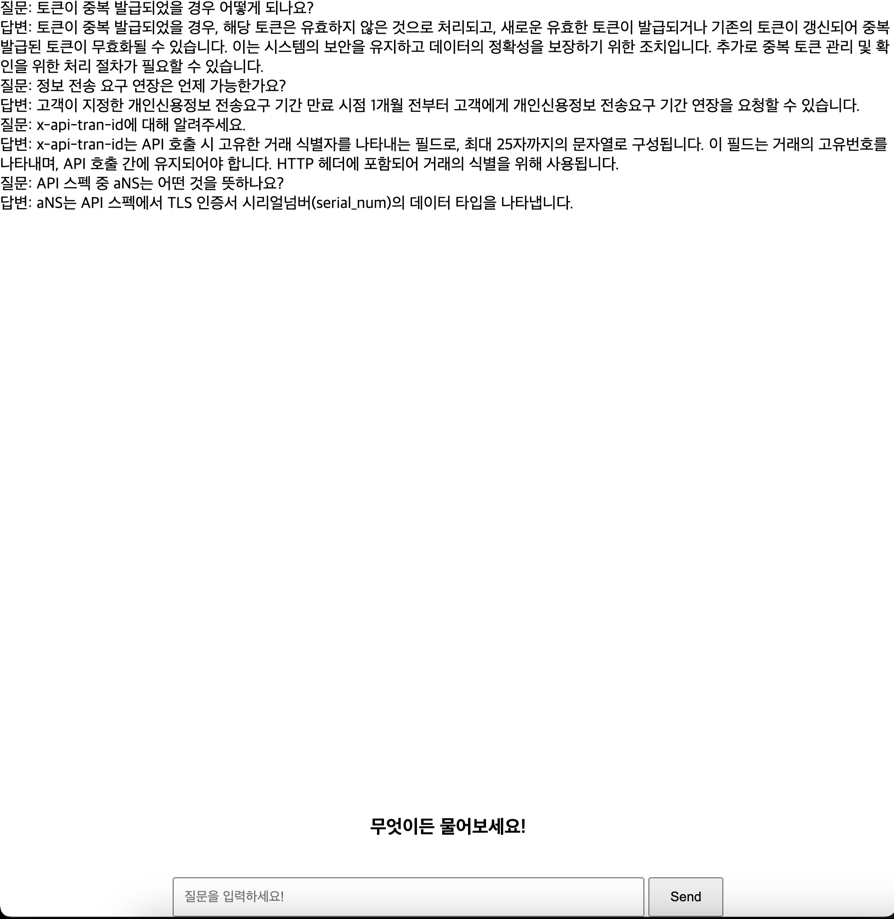 질문: 토큰이 중복 발급되었을 경우 어떻게 되나요?
답변: 토큰이 중복 발급되었을 경우, 해당 토큰은 유효하지 않은 것으로 처리되고, 새로운 유효한 토큰이 발급되거나 기존의 토큰이 갱신되어 중복
발급된 토큰이 무효화될 수 있습니다. 이는 시스템의 보안을 유지하고 데이터의 정확성을 보장하기 위한 조치입니다. 추가로 중복 토큰 관리 및 확
인을 위한 처리 절차가 필요할 수 있습니다.
질문: 정보 전송 요구 연장은 언제 가능한가요?
답변: 고객이 지정한 개인신용정보 전송요구 기간 만료 시점 1개월 전부터 고객에게 개인신용정보 전송요구 기간 연장을 요청할 수 있습니다.
질문: x-api-tran-id에 대해 알려주세요.
답변: x-api-tran-id는 API 호출 시 고유한 거래 식별자를 나타내는 필드로, 최대 25자까지의 문자열로 구성됩니다. 이 필드는 거래의 고유번호를
나타내며, API 호출 간에 유지되어야 합니다. HTTP 헤더에 포함되어 거래의 식별을 위해 사용됩니다.
질문: API 스펙 중 aNS는 어떤 것을 뜻하나요?
답변: aNS는 API 스펙에서 TLS 인증서 시리얼넘버(serial_num)의 데이터 타입을 나타냅니다.
무엇이든 물어보세요!
질문을 입력하세요!
Send